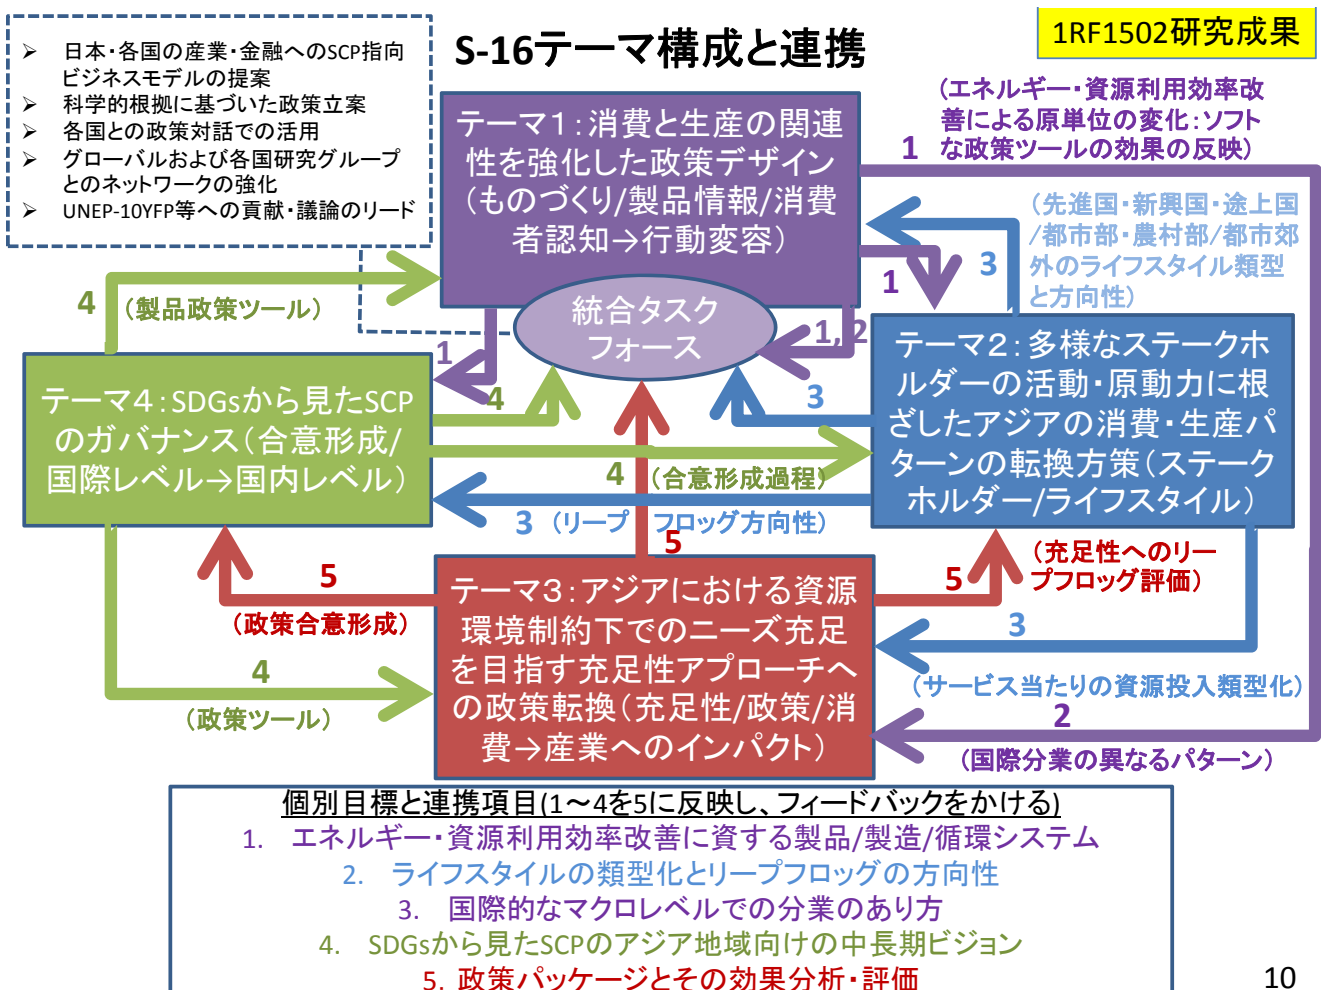 S-16テーマ構成と連携
1RF1502研究成果
➢ 日本・各国の産業・金融へのSCP指向
ビジネスモデルの提案
➢ 科学的根拠に基づいた政策立案
➢ 各国との政策対話での活用
➢ グローバルおよび各国研究グループ
とのネットワークの強化
➢ UNEP-10YFP等への貢献・議論のリード
テーマ1:消費と生産の関連
性を強化した政策デザイン
(ものづくり/製品情報/消費
者認知→行動変容)
(エネルギー・資源利用効率改
善による原単位の変化:ソフト
1 な政策ツールの効果の反映)
(先進国・新興国・途上国
/都市部・農村部/都市郊
外のライフスタイル類型
と方向性)
3
1
4 (製品政策ツール)
統合タスク
フォース
1
1, 2
テーマ4:SDGsから見たSCP
のガバナンス(合意形成/
国際レベル→国内レベル)
テーマ2:多様なステークホ
ルダーの活動・原動力に根
ざしたアジアの消費・生産パ
ターンの転換方策(ステーク
ホルダー/ライフスタイル)
4
3
4 (合意形成過程)
3 (リープ フロッグ方向性)
5
5
(政策合意形成)
5
(充足性へのリー
プフロッグ評価)
テーマ3:アジアにおける資源
環境制約下でのニーズ充足
を目指す充足性アプローチへ
の政策転換(充足性/政策/消
費→産業へのインパクト)
3
(サービス当たりの資源投入類型化)
4
(政策ツール)
2
(国際分業の異なるパターン)
個別目標と連携項目(1~4を5に反映し、フィードバックをかける)
1. エネルギー・資源利用効率改善に資する製品/製造/循環システム
2. ライフスタイルの類型化とリープフロッグの方向性
3. 国際的なマクロレベルでの分業のあり方
4. SDGsから見たSCPのアジア地域向けの中長期ビジョン
5. 政策パッケージとその効果分析・評価
10